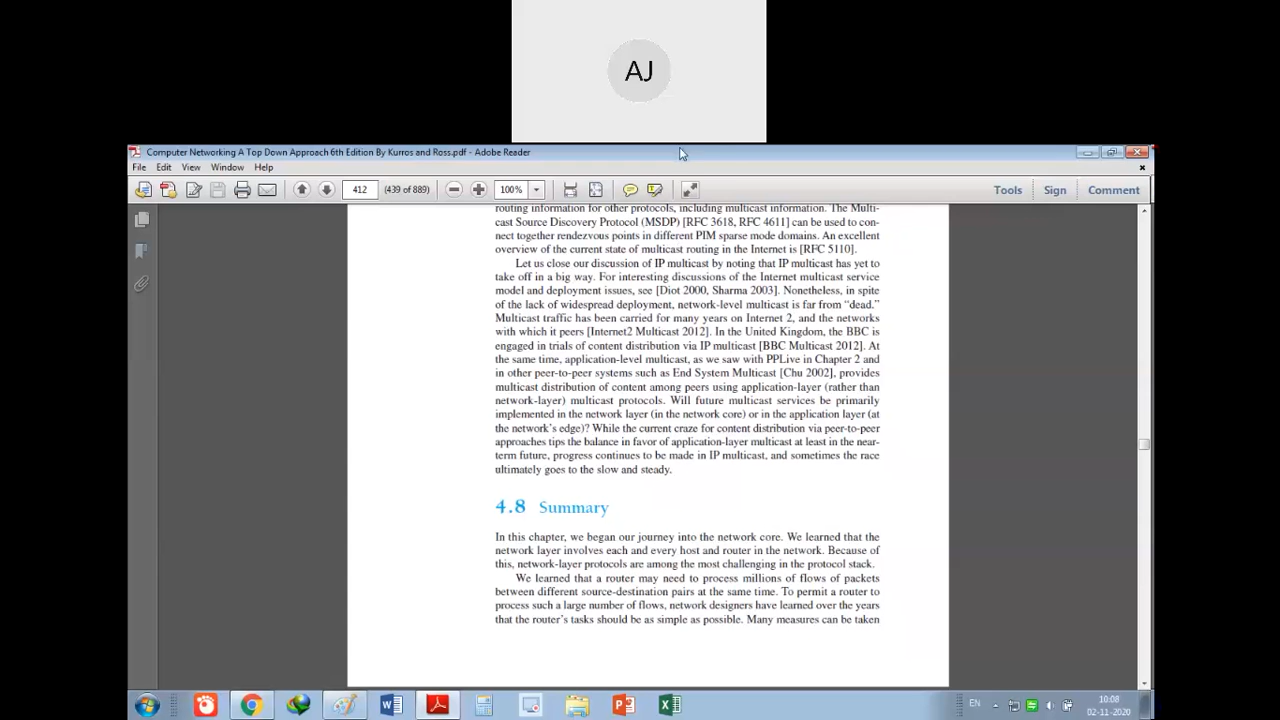 AJ
Computer Networking A Top Down Approach 6th Edition By Kurros and Ross.pdf - Adobe Reader
File Edit View Window Help
412 (439 of 889) 100% Tools Sign Comment
routing information for other protocols, including multicast information. The Multi-
cast Source Discovery Protocol (MSDP) [RFC 3618, RFC 4611] can be used to con-
nect together rendezvous points in different PIM sparse mode domains. An excellent
overview of the current state of multicast routing in the Internet is [RFC 5110].
Let us close our discussion of IP multicast by noting that IP multicast has yet to
take off in a big way. For interesting discussions of the Internet multicast service
model and deployment issues, see [Diot 2000, Sharma 2003]. Nonetheless, in spite
of the lack of widespread deployment, network-level multicast is far from “dead.”
Multicast traffic has been carried for many years on Internet 2, and the networks
with which it peers [Internet2 Multicast 2012]. In the United Kingdom, the BBC is
engaged in trials of content distribution via IP multicast [BBC Multicast 2012]. At
the same time, application-level multicast, as we saw with PPLive in Chapter 2 and
in other peer-to-peer systems such as End System Multicast [Chu 2002], provides
multicast distribution of content among peers using application-layer (rather than
network-layer) multicast protocols. Will future multicast services be primarily
implemented in the network layer (in the network core) or in the application layer (at
the network’s edge)? While the current craze for content distribution via peer-to-peer
approaches tips the balance in favor of application-layer multicast at least in the near-
term future, progress continues to be made in IP multicast, and sometimes the race
ultimately goes to the slow and steady.
4.8 Summary
In this chapter, we began our journey into the network core. We learned that the
network layer involves each and every host and router in the network. Because of
this, network-layer protocols are among the most challenging in the protocol stack.
We learned that a router may need to process millions of flows of packets
between different source-destination pairs at the same time. To permit a router to
process such a large number of flows, network designers have learned over the years
that the router’s tasks should be as simple as possible. Many measures can be taken
EN 10:08
02-11-2020